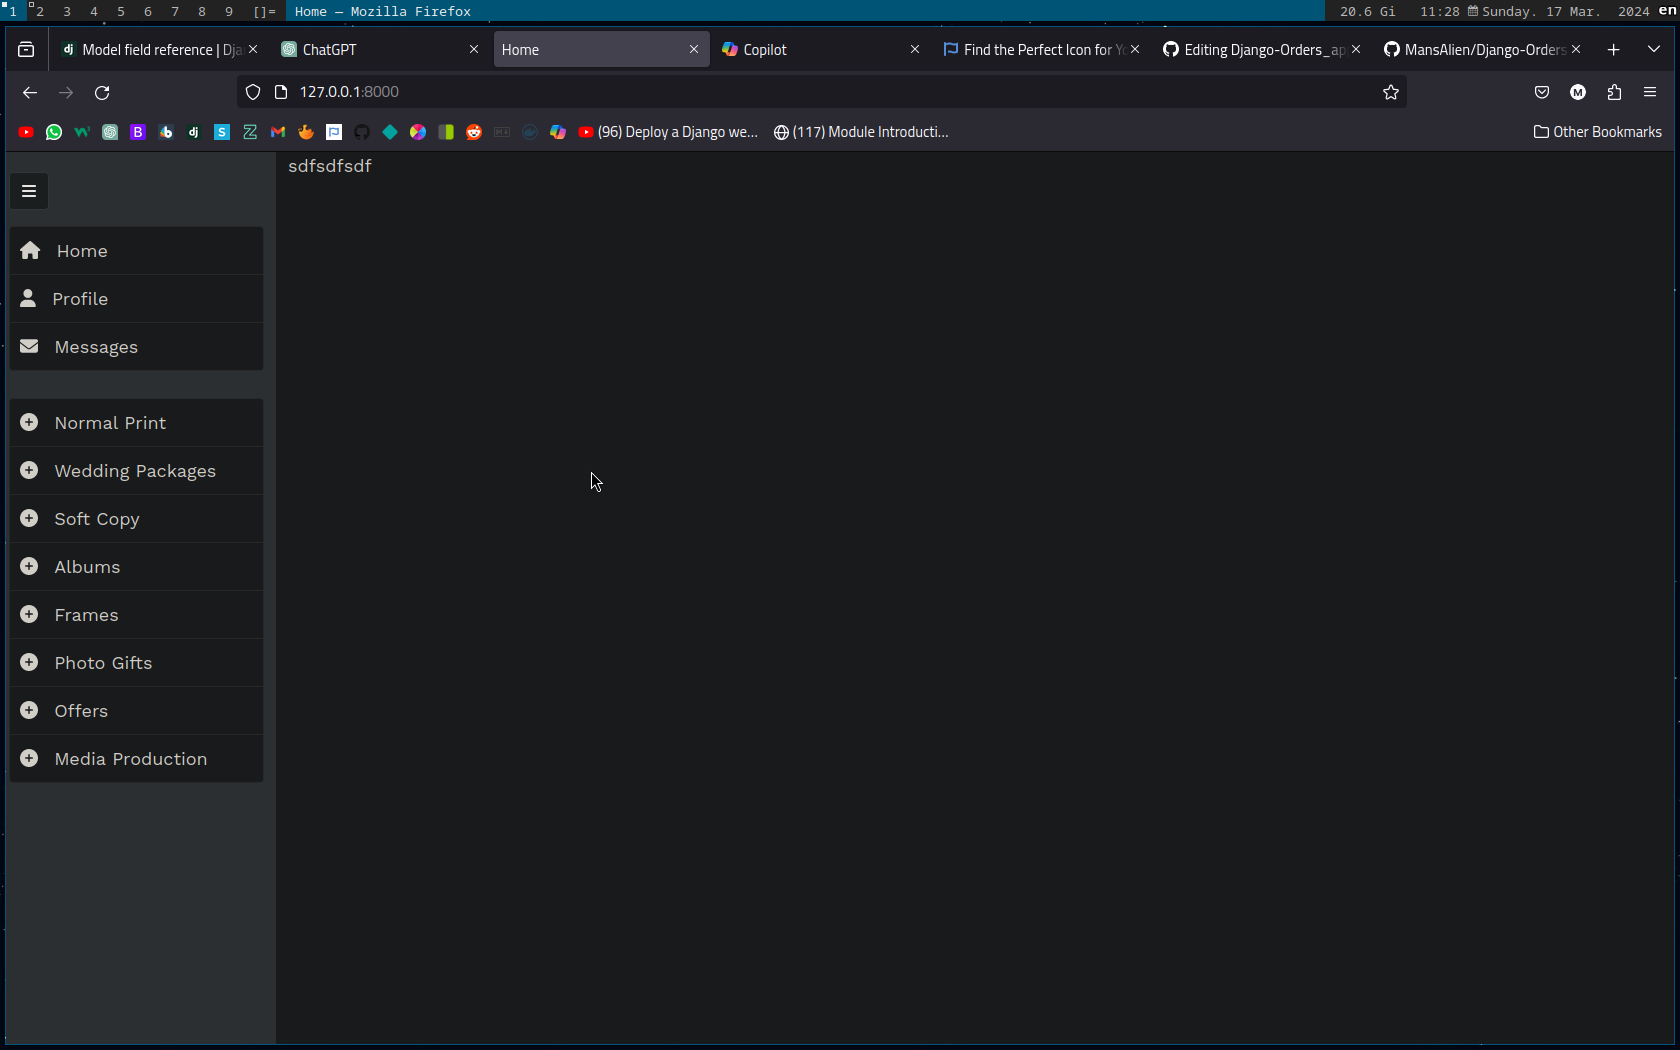 1 2 3 4 5 6 7 8 9 []= Home — Mozilla Firefox 20.6 Gi 11:28 Sunday. 17 Mar. 2024 en
Model field reference | Dja ChatGPT Home Copilot Find the Perfect Icon for Yo Editing Django-Orders_ap MansAlien/Django-Orders
127.0.0.1:8000 M
B dj S (96) Deploy a Django we... (117) Module Introducti... Other Bookmarks
sdfsdfsdf
Home
Profile
Messages
Normal Print
Wedding Packages
Soft Copy
Albums
Frames
Photo Gifts
Offers
Media Production